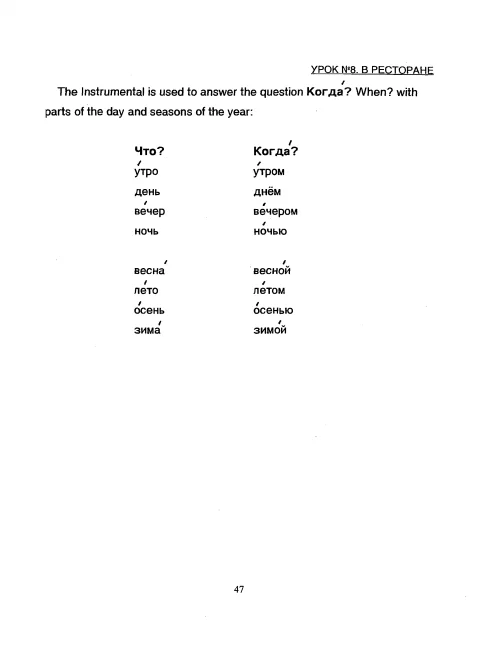 УРОК №8. В РЕСТОРАНЕ
The Instrumental is used to answer the question Когда́? When? with
parts of the day and seasons of the year:
Что? Когда́?
у́тро у́тром
день днём
ве́чер ве́чером
ночь но́чью
весна́ весно́й
ле́то ле́том
о́сень о́сенью
зима́ зимо́й
47